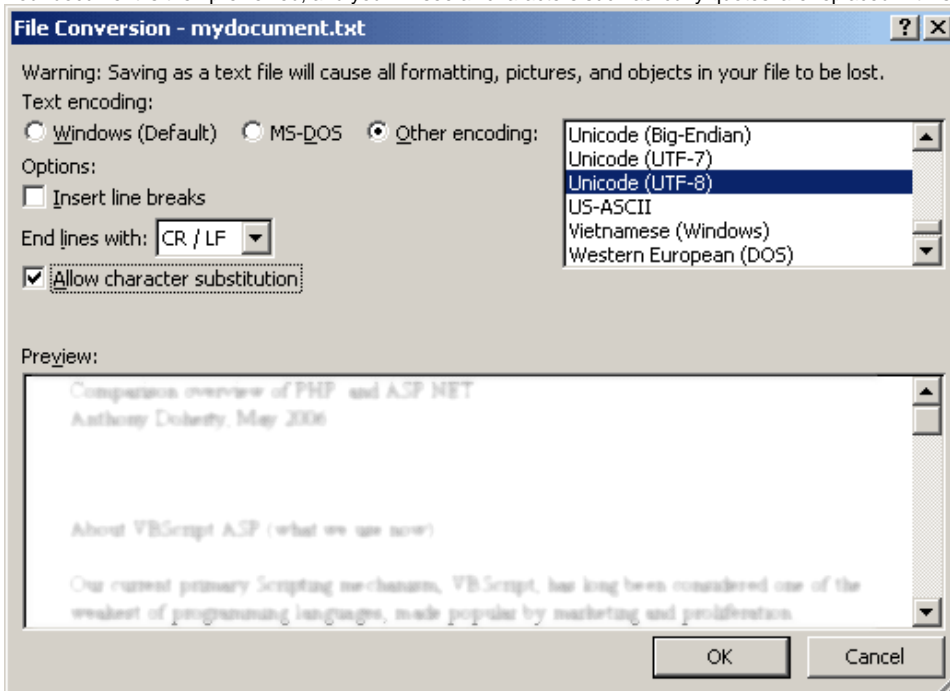 File Conversion - mydocument.txt
Warning: Saving as a text file will cause all formatting, pictures, and objects in your file to be lost.
Text encoding:
Windows (Default) MS-DOS Other encoding:
Unicode (Big-Endian)
Unicode (UTF-7)
Unicode (UTF-8)
US-ASCII
Vietnamese (Windows)
Western European (DOS)
Options:
Insert line breaks
End lines with: CR / LF
Allow character substitution
Preview:
Comparison overview of PHP and ASP NET
Anthony Doherty, May 2006
About VBScript ASP (what we use now)
Our current primary Scripting mechanism, VBScript, has long been considered one of the
weakest of programming languages, made popular by marketing and proliferation
OK Cancel